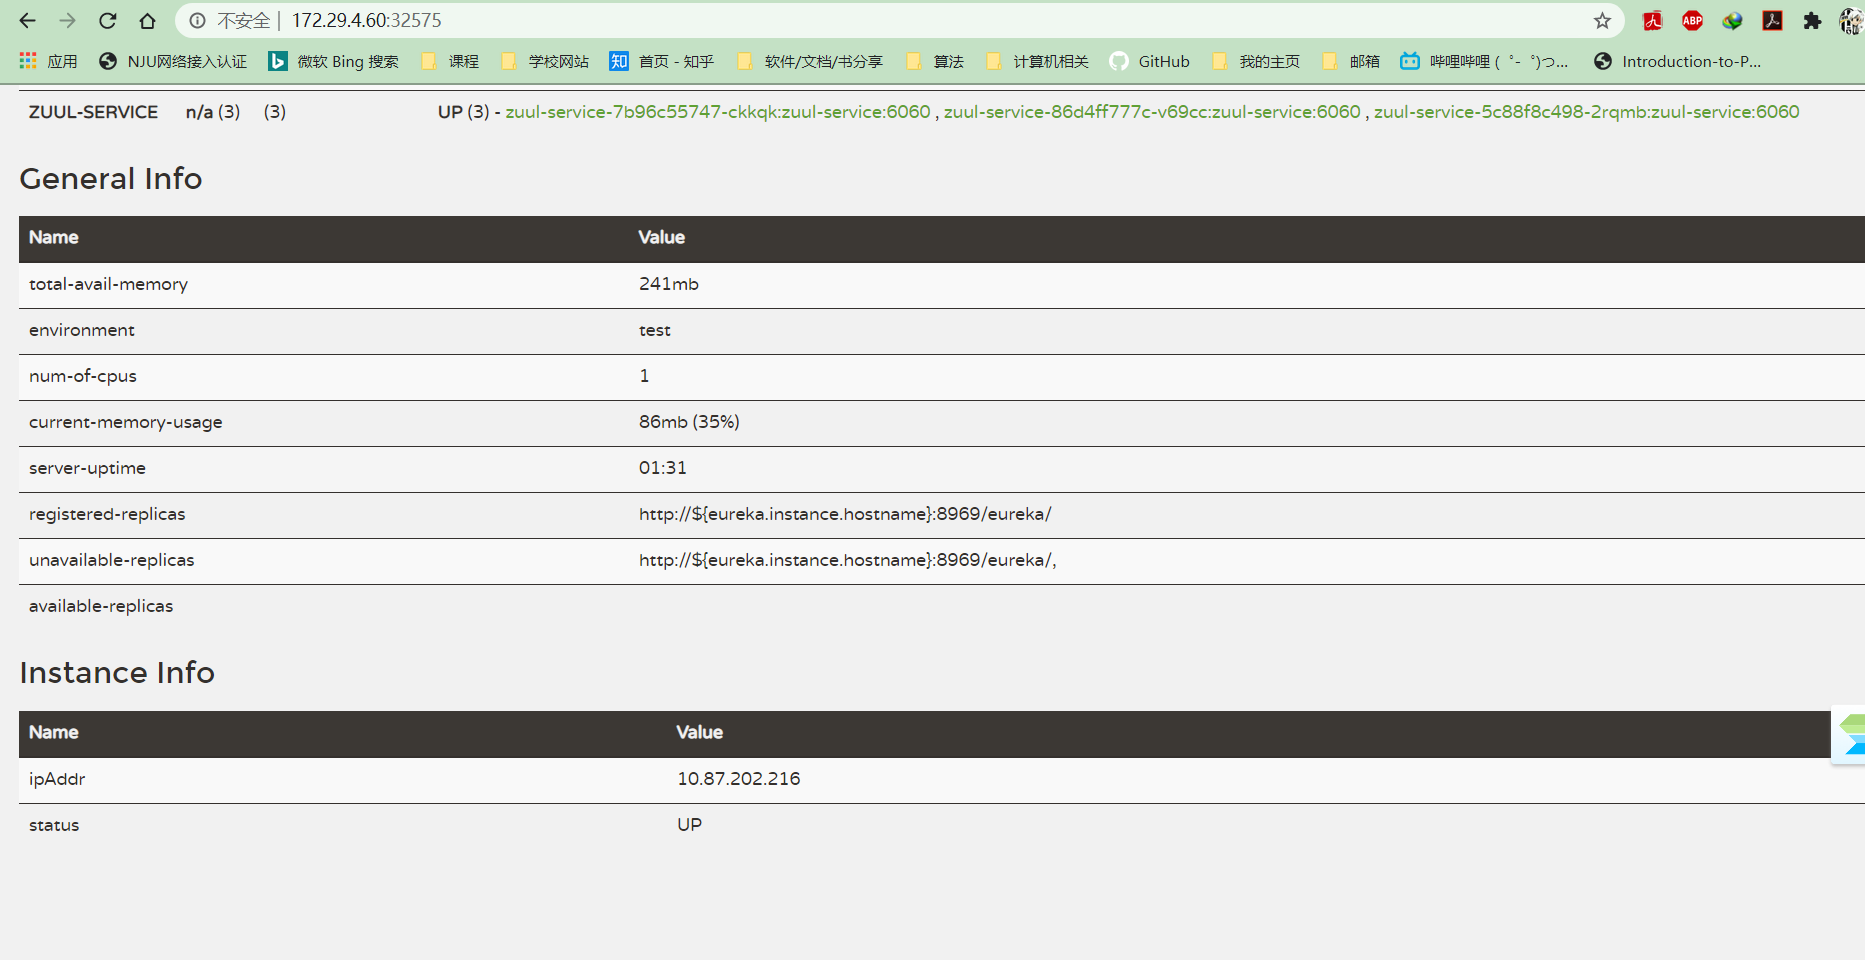 不安全 | 172.29.4.60:32575
应用 NJU网络接入认证 微软 Bing 搜索 课程 学校网站 知 首页 - 知乎 软件/文档/书分享 算法 计算机相关 GitHub 我的主页 邮箱 哔哩哔哩 ( ゜- ゜)つ... Introduction-to-P...
ABP
ZUUL-SERVICE n/a (3) (3) UP (3) - zuul-service-7b96c55747-ckkqk:zuul-service:6060 , zuul-service-86d4ff777c-v69cc:zuul-service:6060 , zuul-service-5c88f8c498-2rqmb:zuul-service:6060
General Info
Name Value
total-avail-memory 241mb
environment test
num-of-cpus 1
current-memory-usage 86mb (35%)
server-uptime 01:31
registered-replicas http://${eureka.instance.hostname}:8969/eureka/
unavailable-replicas http://${eureka.instance.hostname}:8969/eureka/,
available-replicas
Instance Info
Name Value
ipAddr 10.87.202.216
status UP